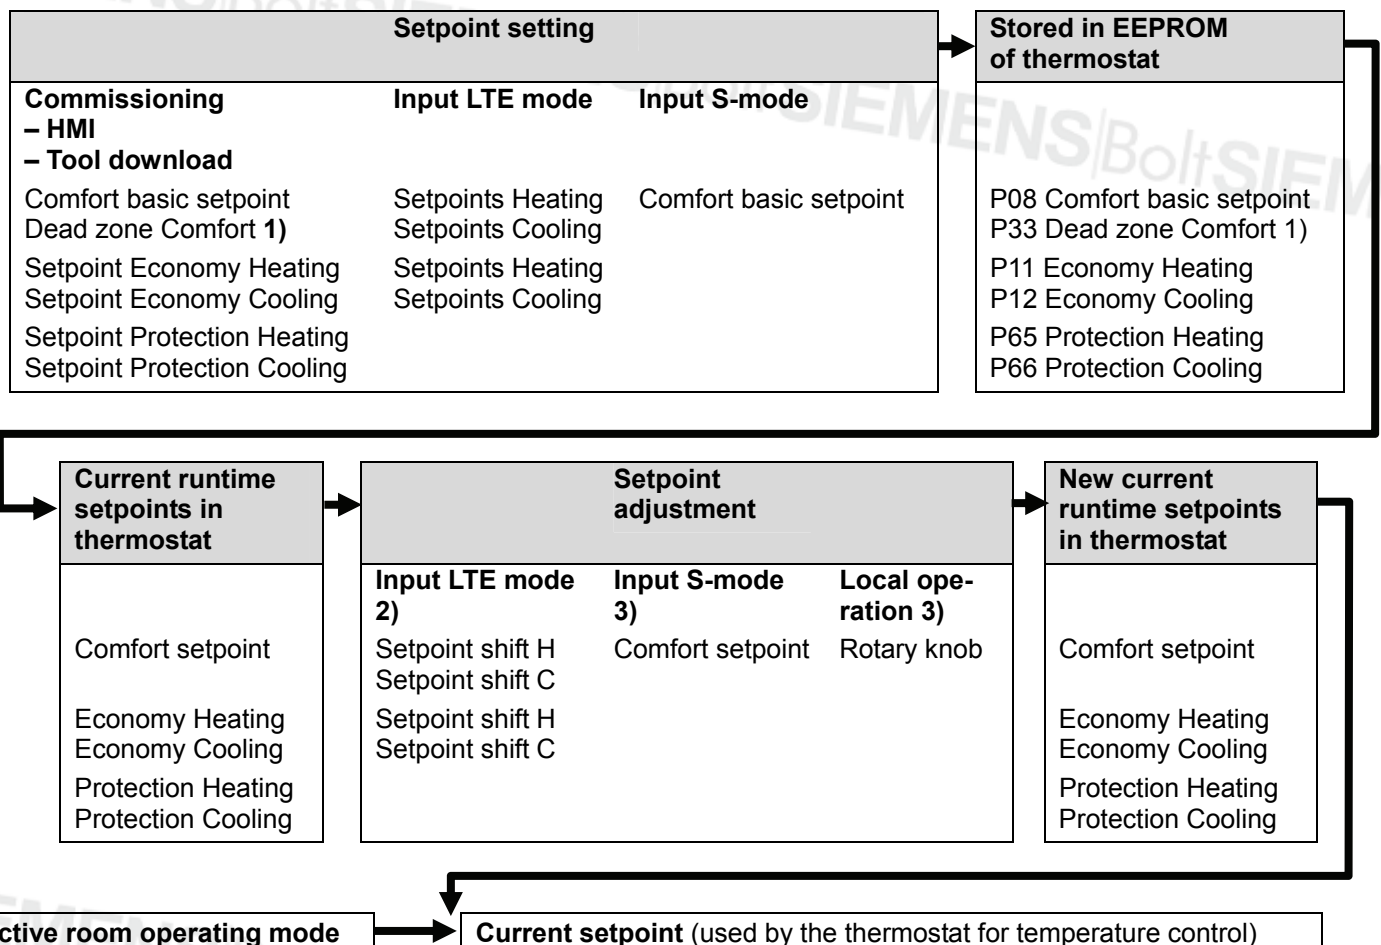 Setpoint setting
Stored in EEPROM
of thermostat
Commissioning
– HMI
– Tool download
Input LTE mode
Input S-mode
Comfort basic setpoint
Dead zone Comfort 1)
Setpoints Heating
Setpoints Cooling
Comfort basic setpoint
P08 Comfort basic setpoint
P33 Dead zone Comfort 1)
Setpoint Economy Heating
Setpoint Economy Cooling
Setpoints Heating
Setpoints Cooling
P11 Economy Heating
P12 Economy Cooling
Setpoint Protection Heating
Setpoint Protection Cooling
P65 Protection Heating
P66 Protection Cooling
Current runtime
setpoints in
thermostat
Setpoint
adjustment
New current
runtime setpoints
in thermostat
Input LTE mode
2)
Input S-mode
3)
Local ope-
ration 3)
Comfort setpoint
Setpoint shift H
Setpoint shift C
Comfort setpoint
Rotary knob
Comfort setpoint
Economy Heating
Economy Cooling
Setpoint shift H
Setpoint shift C
Economy Heating
Economy Cooling
Protection Heating
Protection Cooling
Protection Heating
Protection Cooling
ctive room operating mode
Current setpoint (used by the thermostat for temperature control)
SIEMENS|BoltSIEM